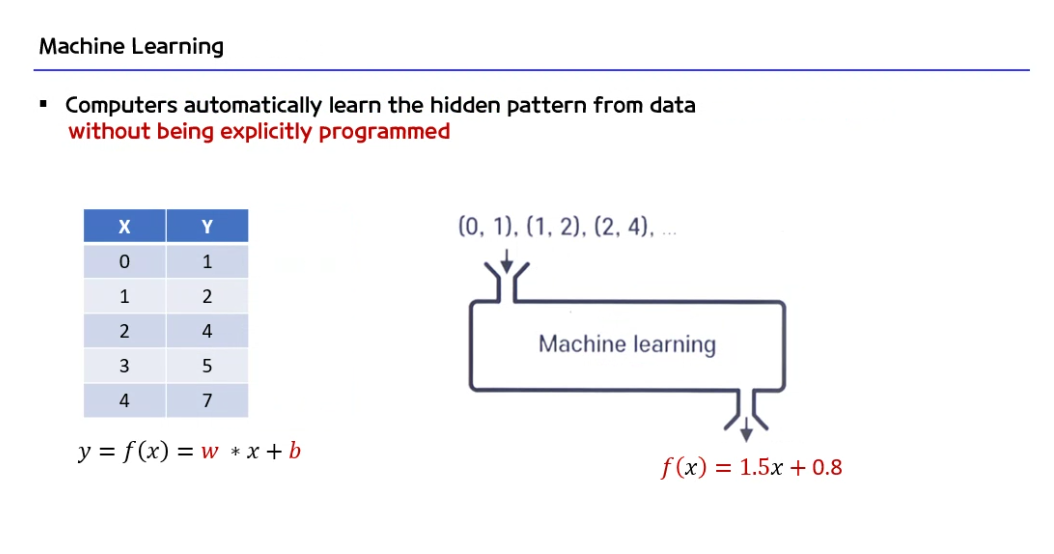 Machine Learning
▪ Computers automatically learn the hidden pattern from data
without being explicitly programmed
X Y
0 1
1 2
2 4
3 5
4 7
y = f(x) = w * x + b
(0, 1), (1, 2), (2, 4), ...
Machine learning
f(x) = 1.5x + 0.8